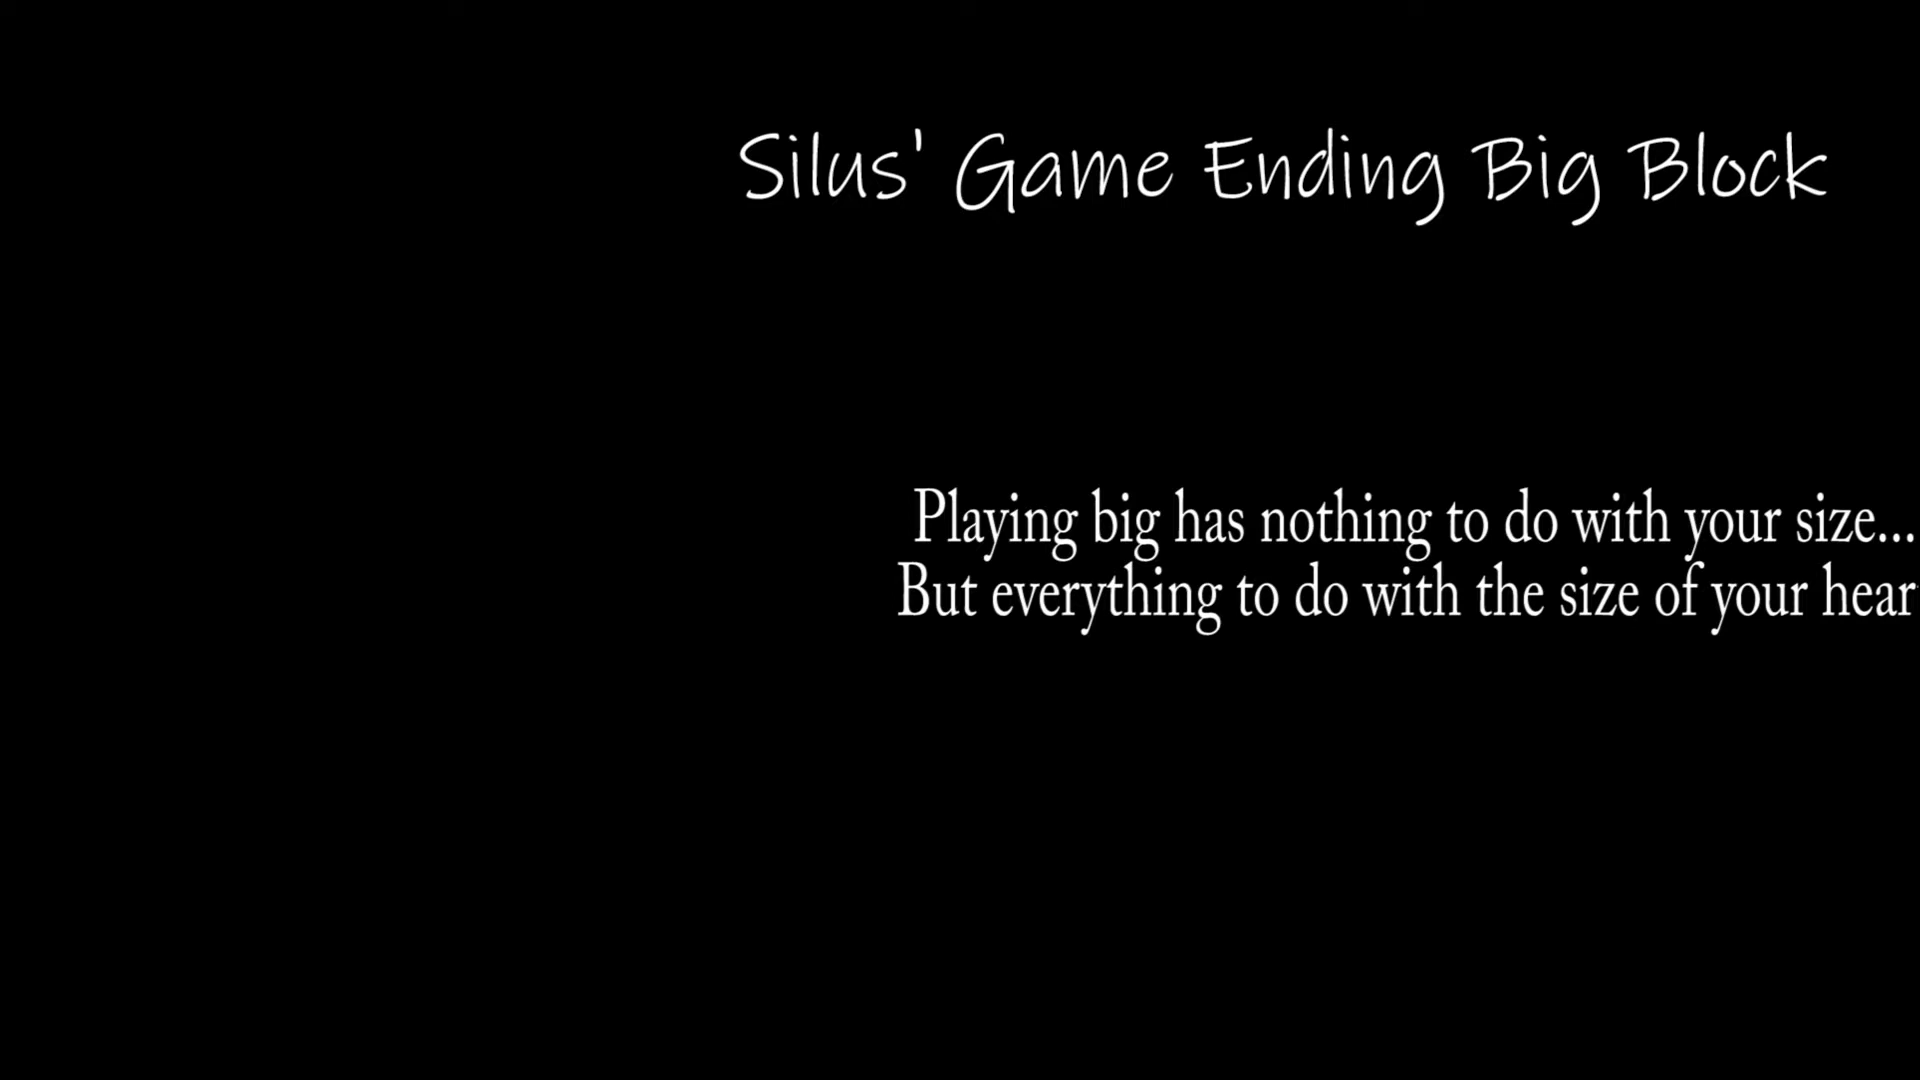 Silus' Game Ending Big Block
Playing big has nothing to do with your size...
But everything to do with the size of your hear